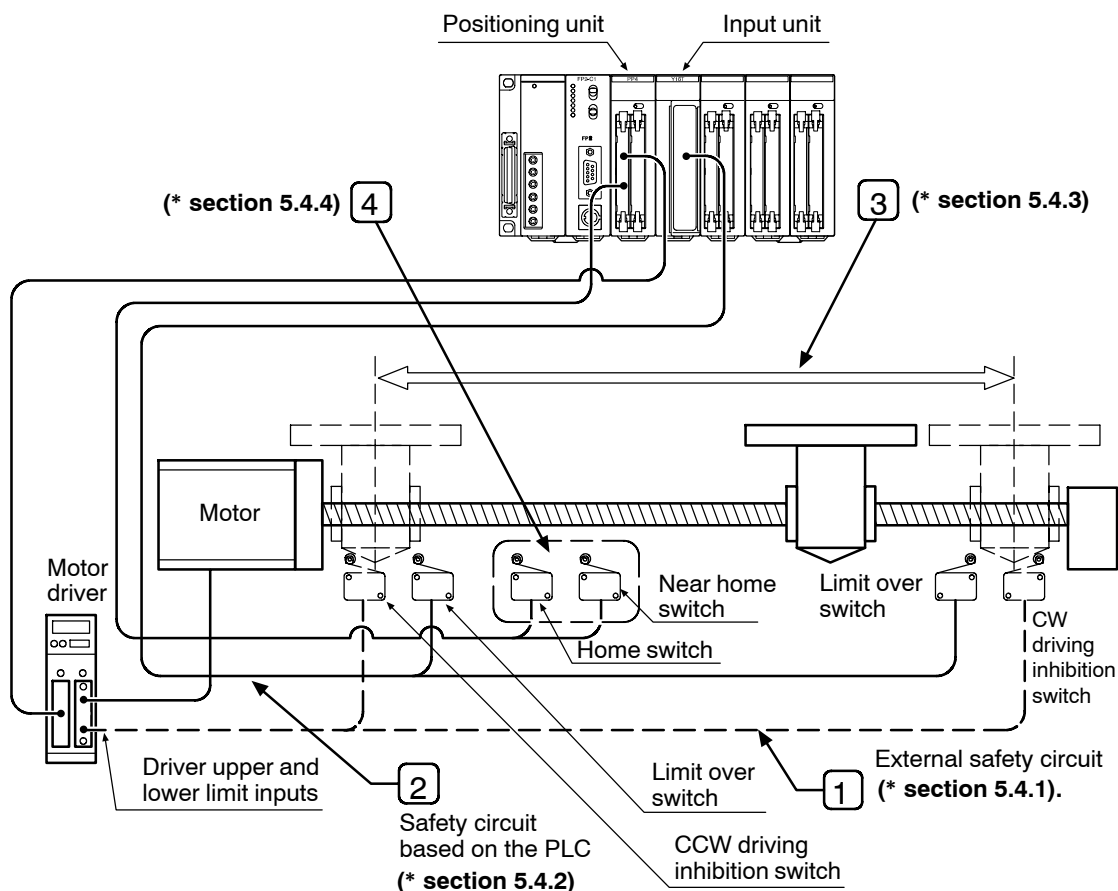 Positioning unit
Input unit
FP2-C1
PP4
Y16T
(* section 5.4.4)
4
3
(* section 5.4.3)
Motor
Motor
driver
Near home
switch
Home switch
Limit over
switch
CW
driving
inhibition
switch
Driver upper and
lower limit inputs
2
Safety circuit
based on the PLC
(* section 5.4.2)
Limit over
switch
CCW driving
inhibition switch
1
External safety circuit
(* section 5.4.1).